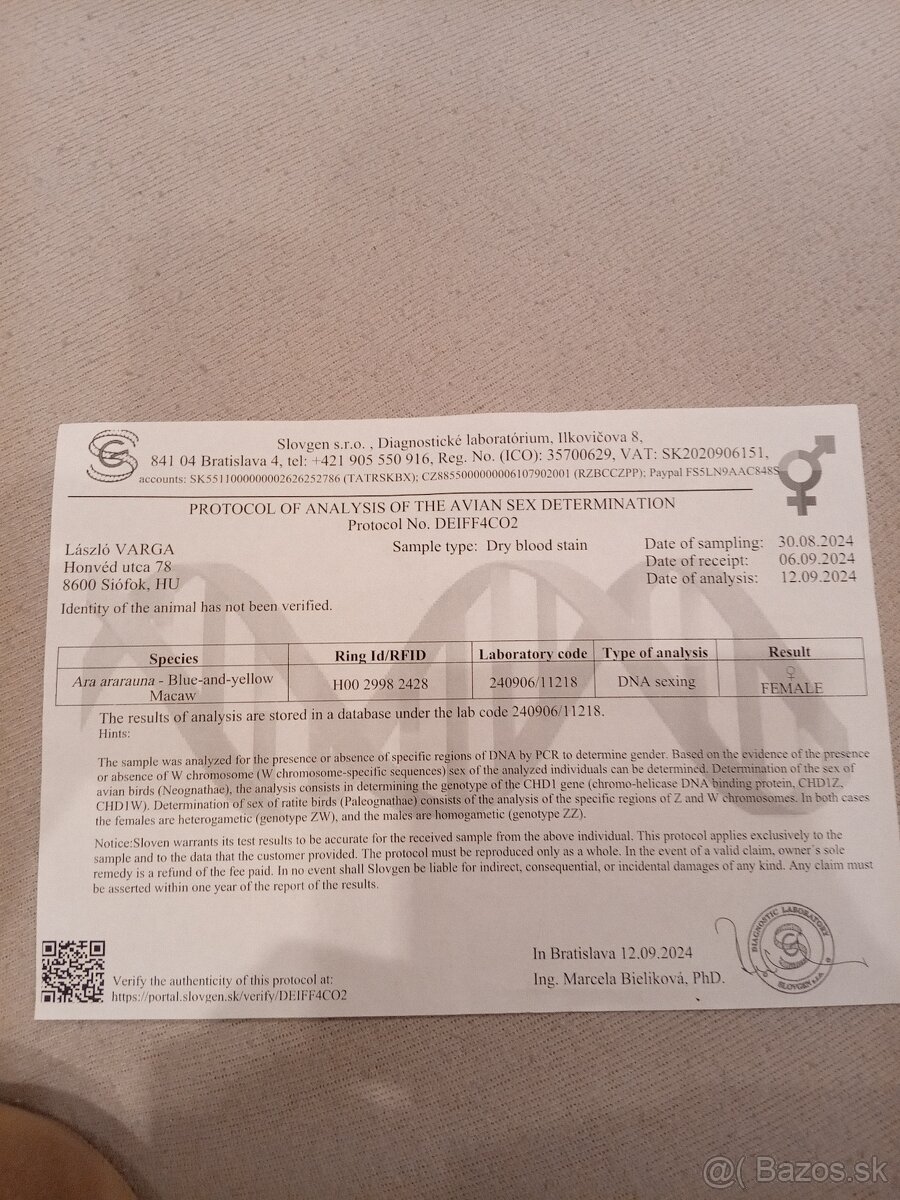 Slovgen s.r.o. , Diagnostické laboratórium, Ilkovičova 8,
841 04 Bratislava 4, tel: +421 905 550 916, Reg. No. (ICO): 35700629, VAT: SK2020906151,
accounts: SK5511000000002626252786 (TATRSKBX); CZ8855000000006107902001 (RZBCCZPP); Paypal FS5LN9AAC848S
PROTOCOL OF ANALYSIS OF THE AVIAN SEX DETERMINATION
Protocol No. DEIFF4CO2
László VARGA
Honvéd utca 78
8600 Siófok, HU
Sample type: Dry blood stain
Date of sampling: 30.08.2024
Date of receipt: 06.09.2024
Date of analysis: 12.09.2024
Identity of the animal has not been verified.
Species Ring Id/RFID Laboratory code Type of analysis Result
Ara ararauna - Blue-and-yellow Macaw H00 2998 2428 240906/11218 DNA sexing ♀ FEMALE
The results of analysis are stored in a database under the lab code 240906/11218.
Hints:
The sample was analyzed for the presence or absence of specific regions of DNA by PCR to determine gender. Based on the evidence of the presence
or absence of W chromosome (W chromosome-specific sequences) sex of the analyzed individuals can be determined. Determination of the sex of
avian birds (Neognathae), the analysis consists in determining the genotype of the CHD1 gene (chromo-helicase DNA binding protein, CHD1Z,
CHD1W). Determination of sex of ratite birds (Paleognathae) consists of the analysis of the specific regions of Z and W chromosomes. In both cases
the females are heterogametic (genotype ZW), and the males are homogametic (genotype ZZ).
Notice:Sloven warrants its test results to be accurate for the received sample from the above individual. This protocol applies exclusively to the
sample and to the data that the customer provided. The protocol must be reproduced only as a whole. In the event of a valid claim, owner´s sole
remedy is a refund of the fee paid. In no event shall Slovgen be liable for indirect, consequential, or incidental damages of any kind. Any claim must
be asserted within one year of the report of the results.
Verify the authenticity of this protocol at:
https://portal.slovgen.sk/verify/DEIFF4CO2
In Bratislava 12.09.2024
Ing. Marcela Bieliková, PhD.
DIAGNOSTIC LABORATORY
SLOVGEN s.r.o.
@( Bazos.sk